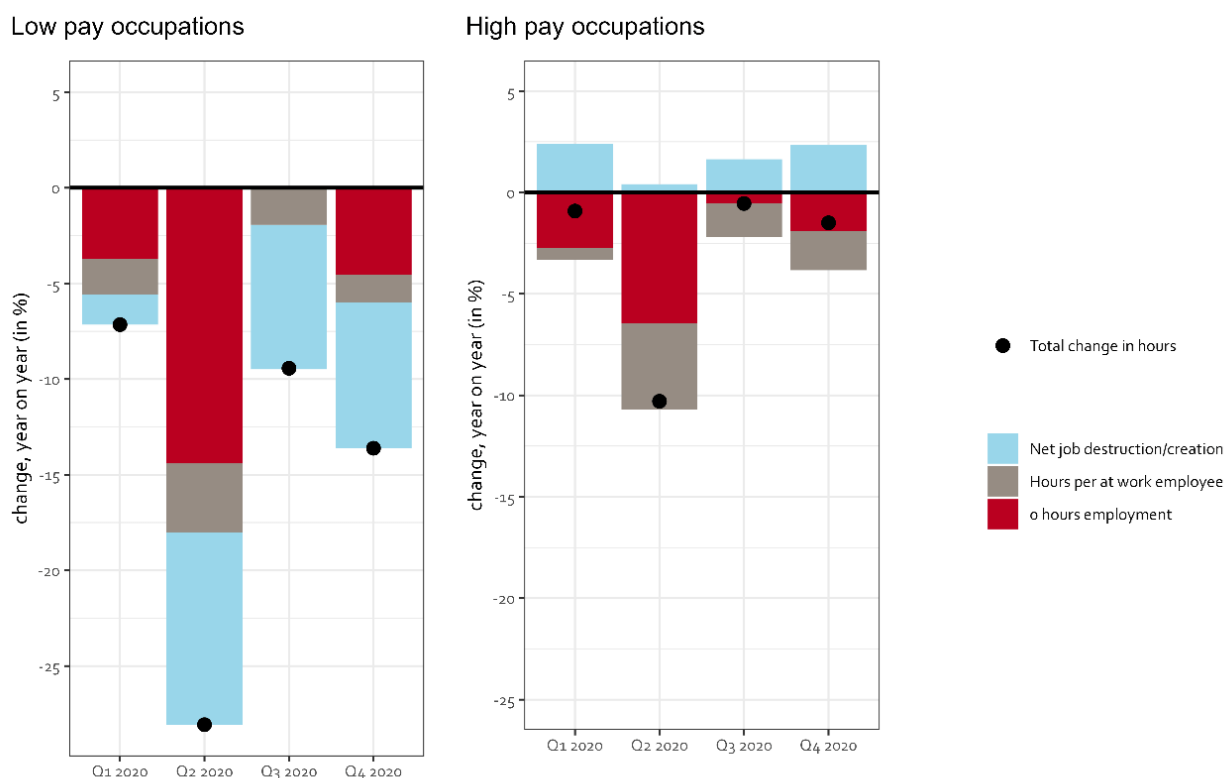 Low pay occupations
5
0
-5
-10
-15
-20
-25
change, year on year (in %)
Q1 2020
Q2 2020
Q3 2020
Q4 2020
High pay occupations
5
0
-5
-10
-15
-20
-25
change, year on year (in %)
Q1 2020
Q2 2020
Q3 2020
Q4 2020
Total change in hours
Net job destruction/creation
Hours per at work employee
0 hours employment